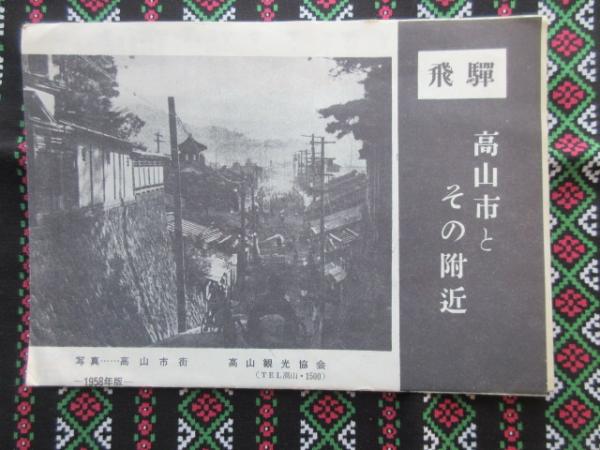 飛驒
高山市と
その附近
写真……高山市街 高山観光協会
(TEL高山・1500)
—1958年版—